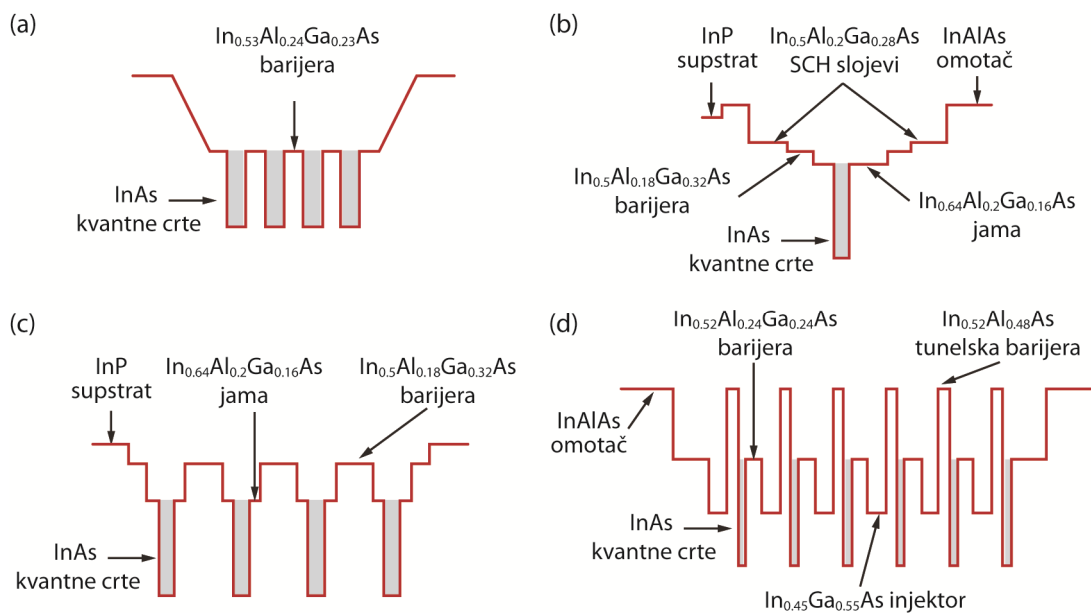 (a)
In₀.₅₃Al₀.₂₄Ga₀.₂₃As
barijera
InAs
kvantne crte
(b)
InP
supstrat
In₀.₅Al₀.₂Ga₀.₂₈As
SCH slojevi
InAlAs
omotač
In₀.₅Al₀.₁₈Ga₀.₃₂As
barijera
In₀.₆₄Al₀.₂Ga₀.₁₆As
jama
InAs
kvantne crte
(c)
InP
supstrat
In₀.₆₄Al₀.₂Ga₀.₁₆As
jama
In₀.₅Al₀.₁₈Ga₀.₃₂As
barijera
InAs
kvantne crte
(d)
In₀.₅₂Al₀.₂₄Ga₀.₂₄As
barijera
In₀.₅₂Al₀.₄₈As
tunelska barijera
InAlAs
omotač
InAs
kvantne crte
In₀.₄₅Ga₀.₅₅As injektor